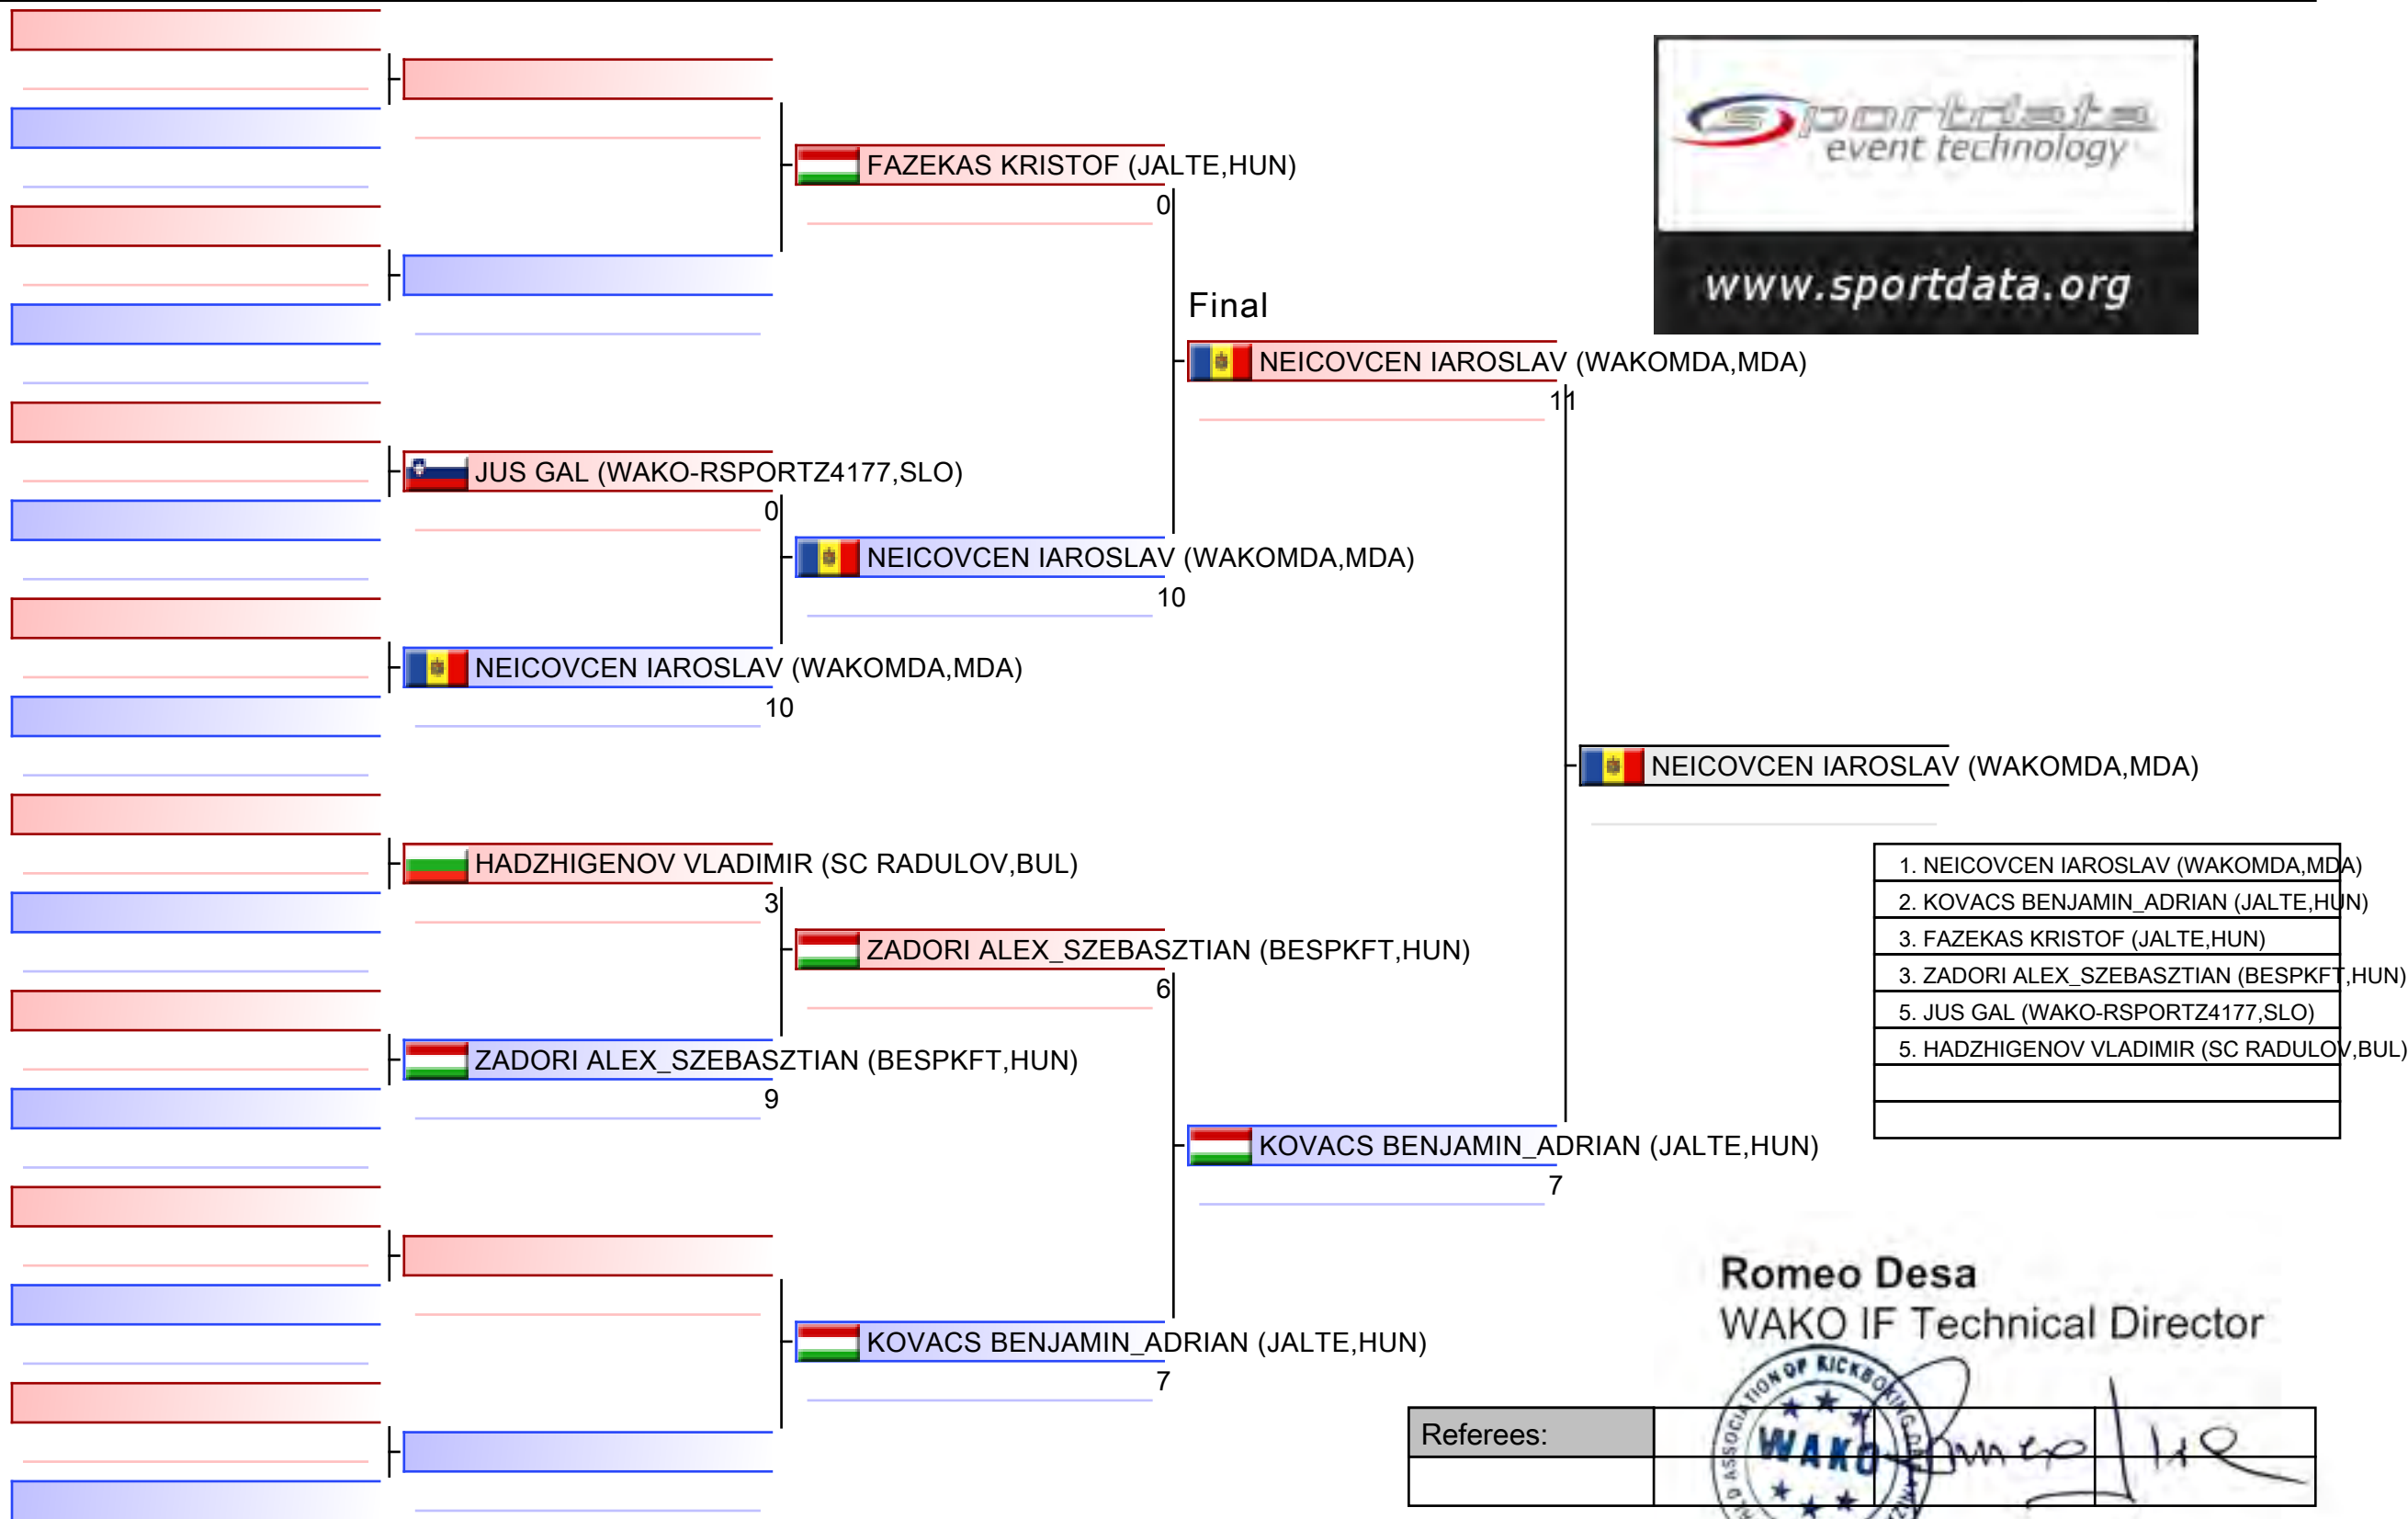 sportdata
event technology
www.sportdata.org
FAZEKAS KRISTOF (JALTE,HUN)
0
Final
NEICOVCEN IAROSLAV (WAKOMDA,MDA)
11
JUS GAL (WAKO-RSPORTZ4177,SLO)
0
NEICOVCEN IAROSLAV (WAKOMDA,MDA)
10
NEICOVCEN IAROSLAV (WAKOMDA,MDA)
10
NEICOVCEN IAROSLAV (WAKOMDA,MDA)
HADZHIGENOV VLADIMIR (SC RADULOV,BUL)
3
ZADORI ALEX_SZEBASZTIAN (BESPKFT,HUN)
6
ZADORI ALEX_SZEBASZTIAN (BESPKFT,HUN)
9
KOVACS BENJAMIN_ADRIAN (JALTE,HUN)
7
KOVACS BENJAMIN_ADRIAN (JALTE,HUN)
7
1. NEICOVCEN IAROSLAV (WAKOMDA,MDA)
2. KOVACS BENJAMIN_ADRIAN (JALTE,HUN)
3. FAZEKAS KRISTOF (JALTE,HUN)
3. ZADORI ALEX_SZEBASZTIAN (BESPKFT,HUN)
5. JUS GAL (WAKO-RSPORTZ4177,SLO)
5. HADZHIGENOV VLADIMIR (SC RADULOV,BUL)
Romeo Desa
WAKO IF Technical Director
ASSOCIATION OF KICKBOXING
WAKO
Referees: